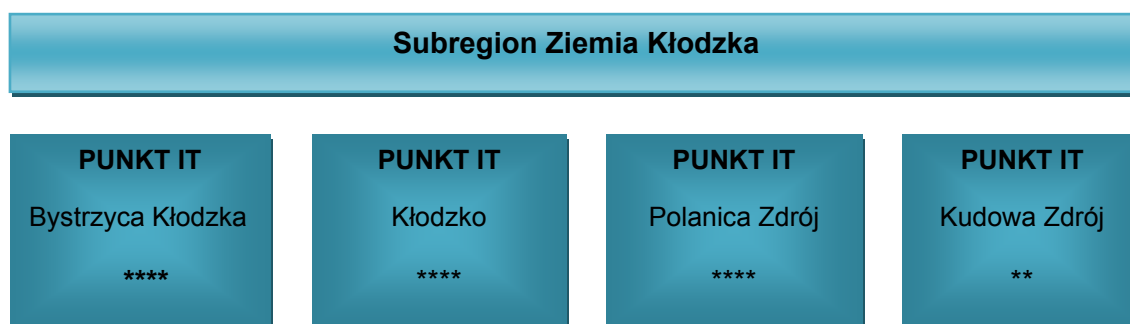 Subregion Ziemia Kłodzka
PUNKT IT
Bystrzyca Kłodzka
****
PUNKT IT
Kłodzko
****
PUNKT IT
Polanica Zdrój
****
PUNKT IT
Kudowa Zdrój
**